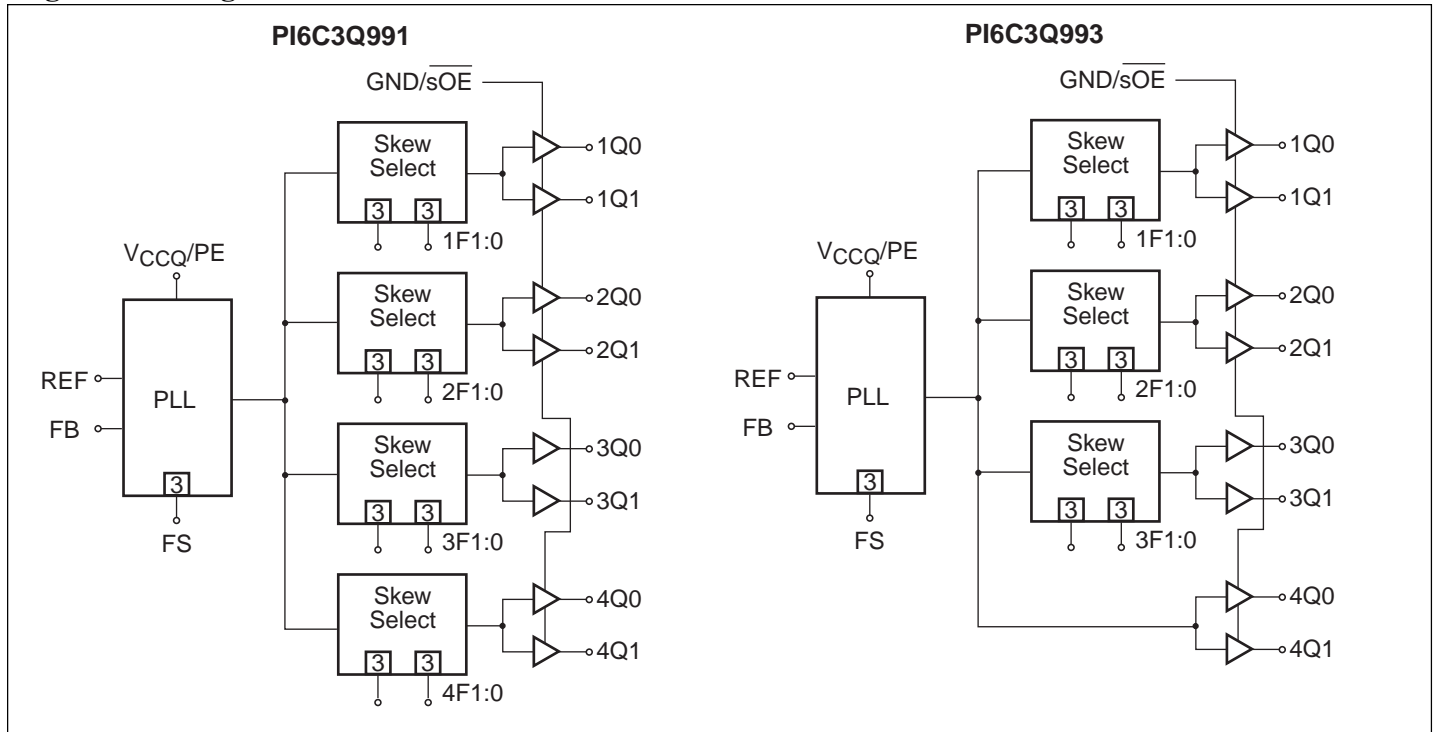 PI6C3Q991
GND/sOE
Skew
Select
3 3
1F1:0
1Q0
1Q1
VCCQ/PE
Skew
Select
3 3
2F1:0
2Q0
2Q1
REF
FB
PLL
3
FS
Skew
Select
3 3
3F1:0
3Q0
3Q1
Skew
Select
3 3
4F1:0
4Q0
4Q1
PI6C3Q993
GND/sOE
Skew
Select
3 3
1F1:0
1Q0
1Q1
VCCQ/PE
Skew
Select
3 3
2F1:0
2Q0
2Q1
REF
FB
PLL
3
FS
Skew
Select
3 3
3F1:0
3Q0
3Q1
4Q0
4Q1